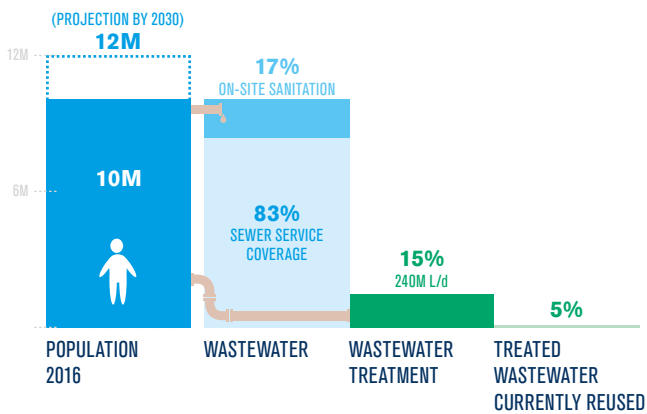 (PROJECTION BY 2030)
12M
12M
17%
ON-SITE SANITATION
6M
10M
83%
SEWER SERVICE
COVERAGE
15%
240M L/d
5%
POPULATION
2016
WASTEWATER
WASTEWATER
TREATMENT
TREATED
WASTEWATER
CURRENTLY REUSED